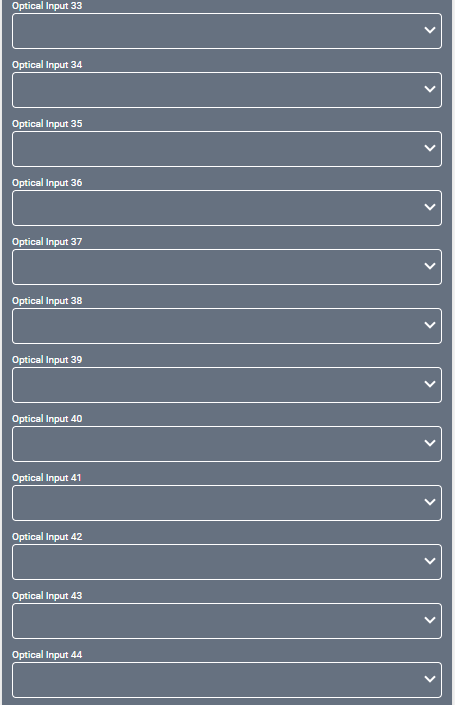 Optical Input 33
Optical Input 34
Optical Input 35
Optical Input 36
Optical Input 37
Optical Input 38
Optical Input 39
Optical Input 40
Optical Input 41
Optical Input 42
Optical Input 43
Optical Input 44